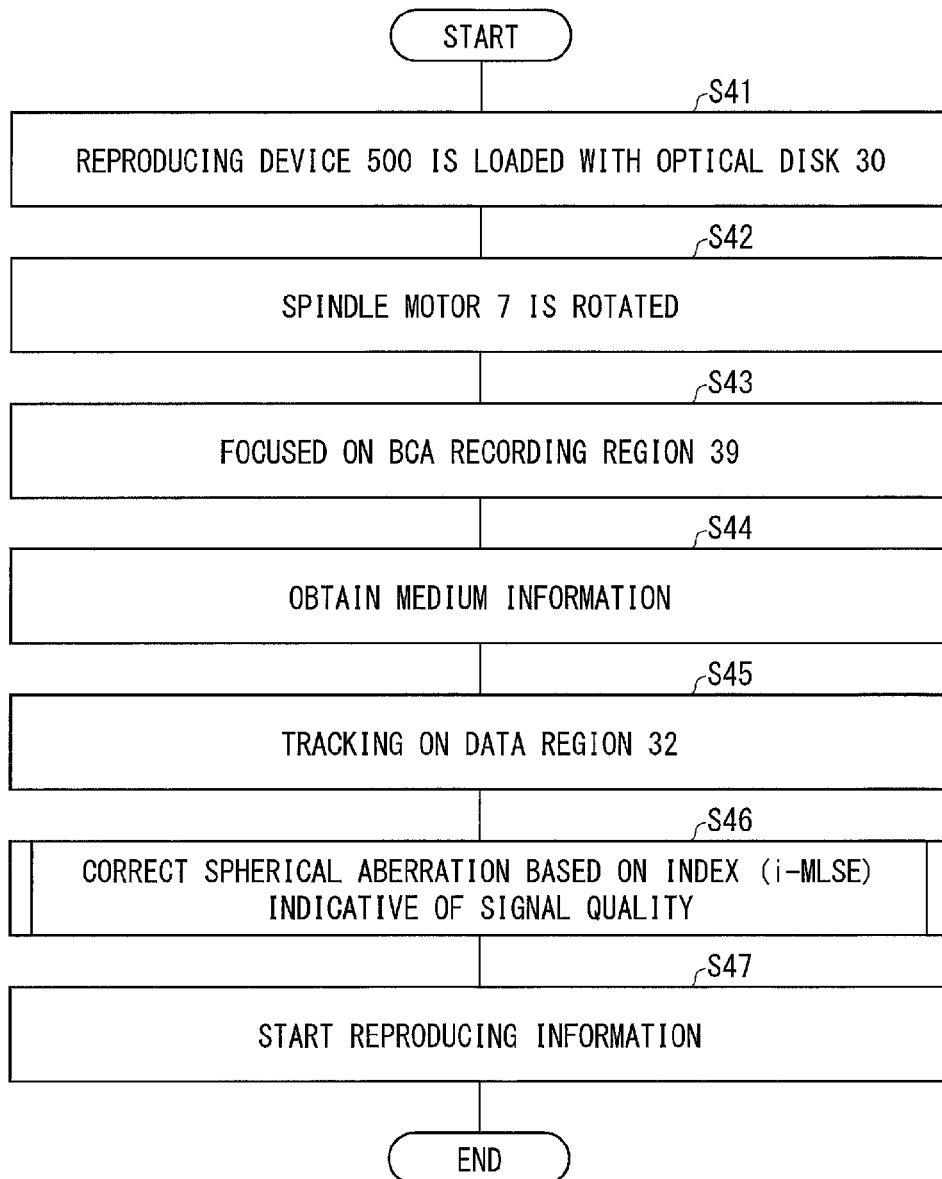 START
S41
REPRODUCING DEVICE 500 IS LOADED WITH OPTICAL DISK 30
S42
SPINDLE MOTOR 7 IS ROTATED
S43
FOCUSED ON BCA RECORDING REGION 39
S44
OBTAIN MEDIUM INFORMATION
S45
TRACKING ON DATA REGION 32
S46
CORRECT SPHERICAL ABERRATION BASED ON INDEX (i-MLSE)
INDICATIVE OF SIGNAL QUALITY
S47
START REPRODUCING INFORMATION
END